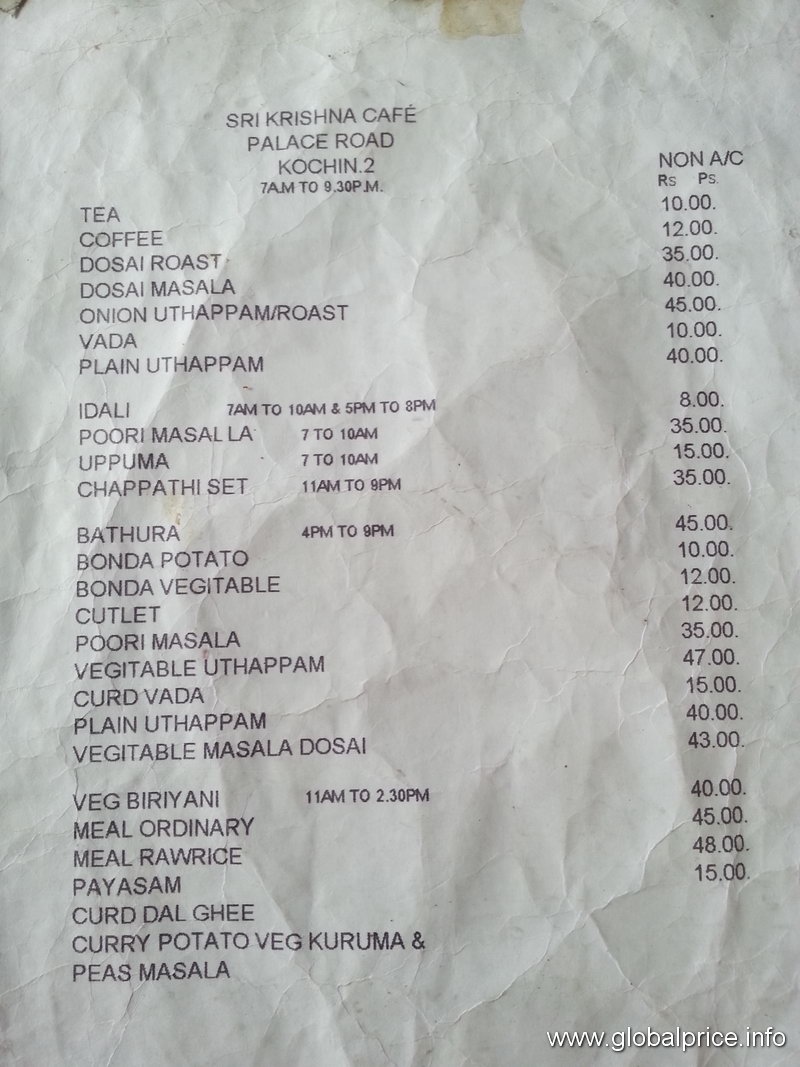 SRI KRISHNA CAFÉ
PALACE ROAD
KOCHIN.2
7A.M TO 9.30P.M.
NON A/C
Rs Ps.
TEA 10.00.
COFFEE 12.00.
DOSAI ROAST 35.00.
DOSAI MASALA 40.00.
ONION UTHAPPAM/ROAST 45.00.
VADA 10.00.
PLAIN UTHAPPAM 40.00.
IDALI 7AM TO 10AM & 5PM TO 8PM 8.00.
POORI MASAL LA 7 TO 10AM 35.00.
UPPUMA 7 TO 10AM 15.00.
CHAPPATHI SET 11AM TO 9PM 35.00.
BATHURA 4PM TO 9PM 45.00.
BONDA POTATO 10.00.
BONDA VEGITABLE 12.00.
CUTLET 12.00.
POORI MASALA 35.00.
VEGITABLE UTHAPPAM 47.00.
CURD VADA 15.00.
PLAIN UTHAPPAM 40.00.
VEGITABLE MASALA DOSAI 43.00.
VEG BIRIYANI 11AM TO 2.30PM 40.00.
MEAL ORDINARY 45.00.
MEAL RAWRICE 48.00.
PAYASAM 15.00.
CURD DAL GHEE
CURRY POTATO VEG KURUMA &
PEAS MASALA
www.globalprice.info